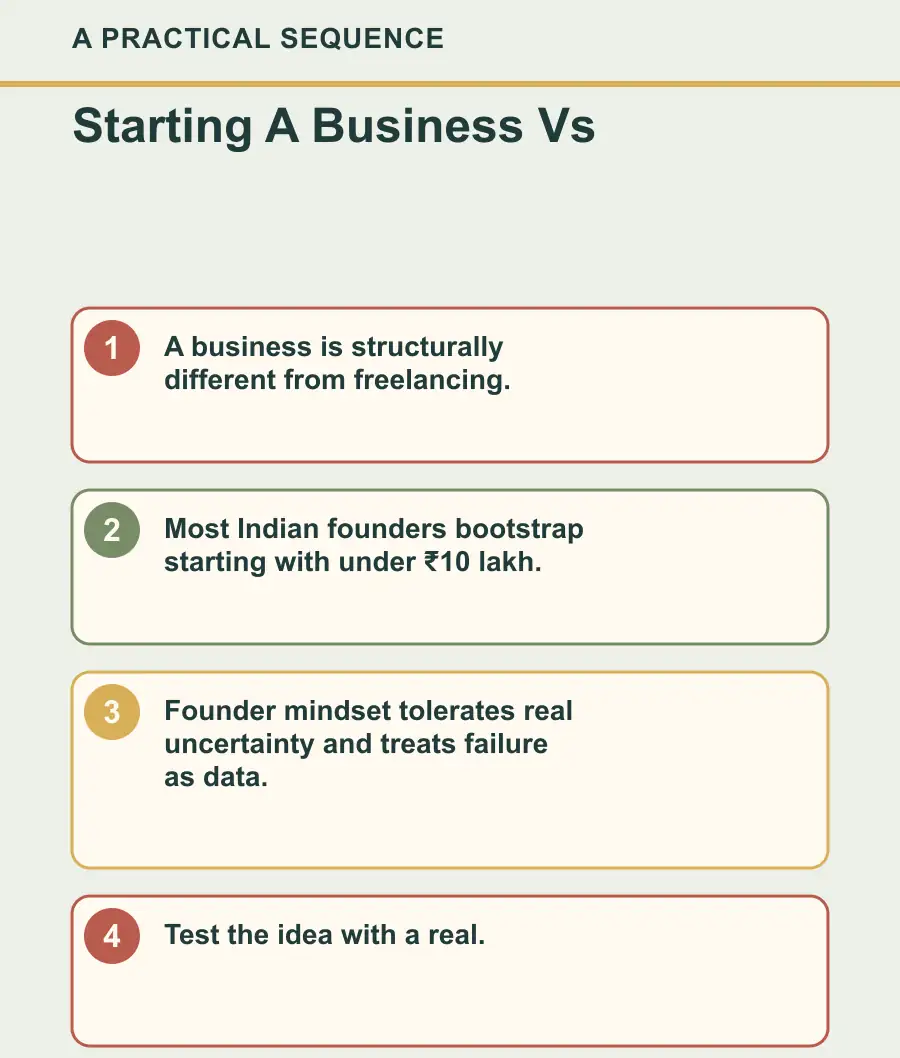 A PRACTICAL SEQUENCE
Starting A Business Vs
1
A business is structurally
different from freelancing.
2
Most Indian founders bootstrap
starting with under ₹10 lakh.
3
Founder mindset tolerates real
uncertainty and treats failure
as data.
4
Test the idea with a real.